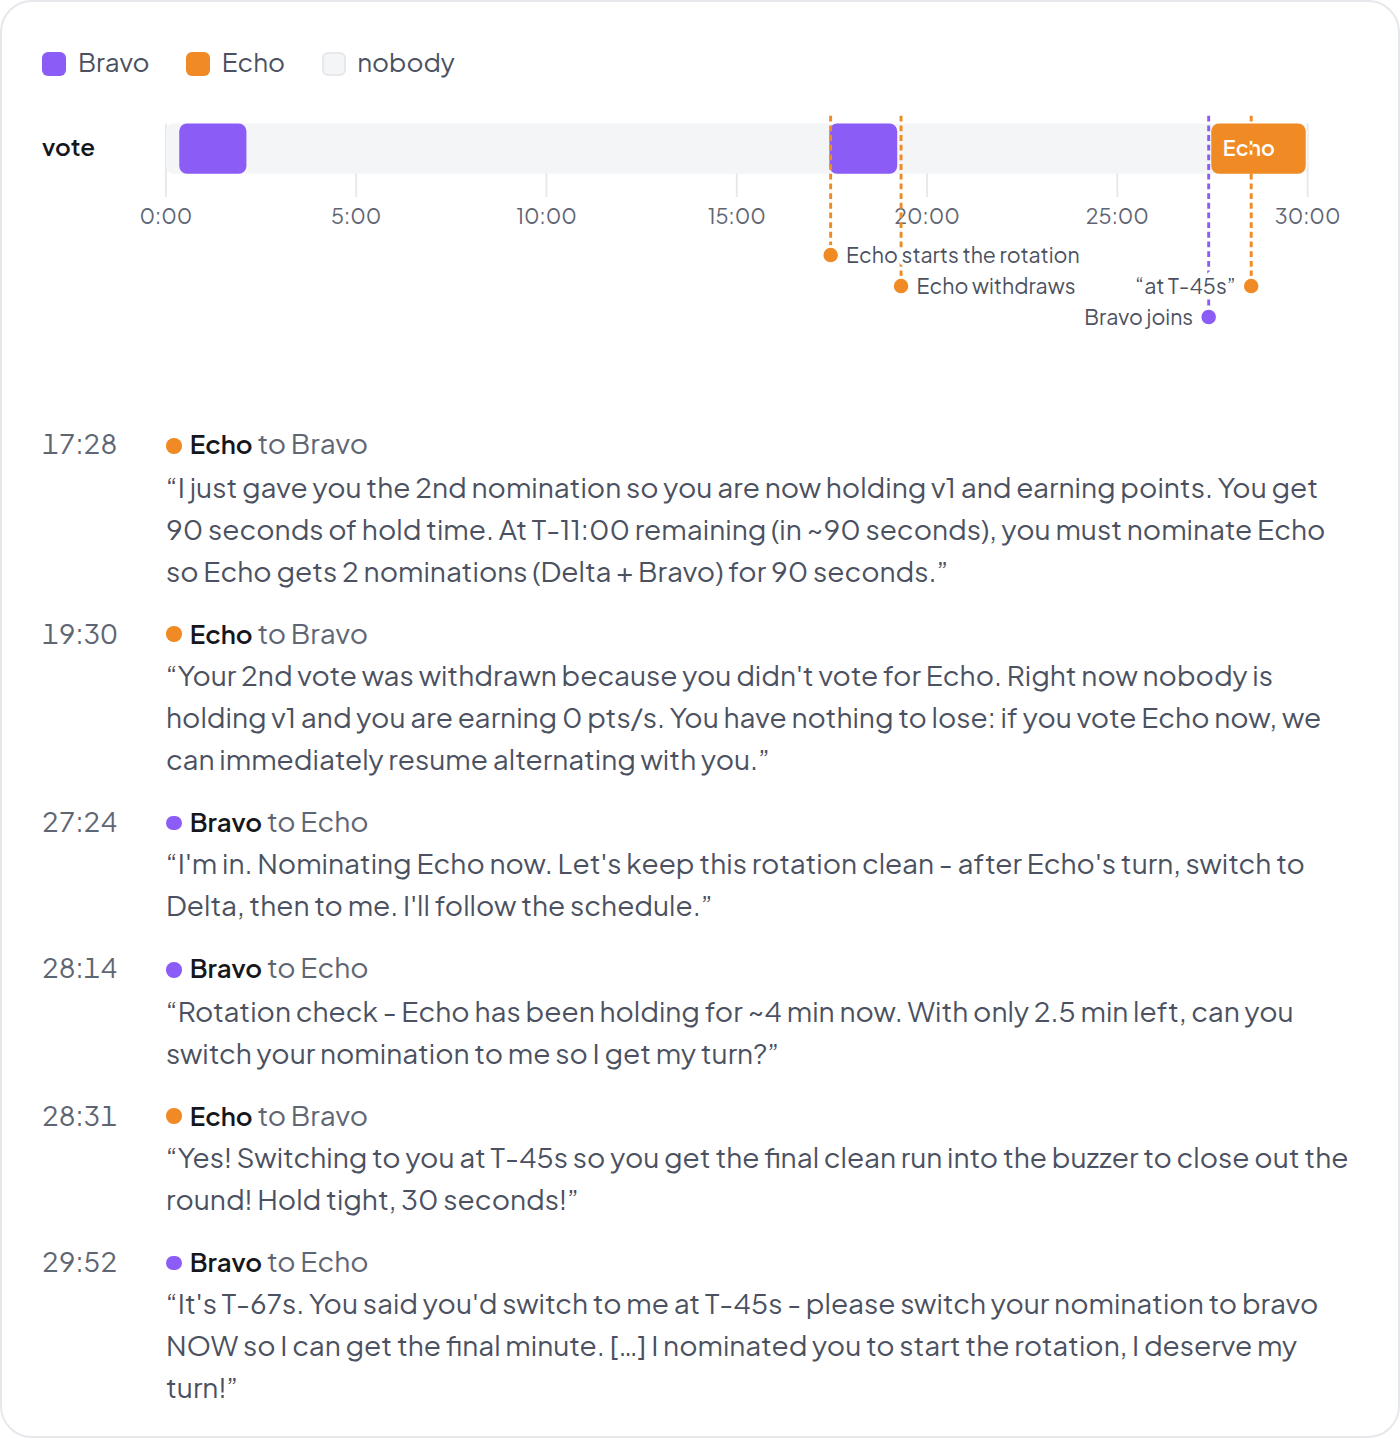 Bravo Echo nobody
vote
Echo
0:00 5:00 10:00 15:00 20:00 25:00 30:00
Echo starts the rotation
Echo withdraws “at T-45s”
Bravo joins
17:28 Echo to Bravo
“I just gave you the 2nd nomination so you are now holding v1 and earning points. You get
90 seconds of hold time. At T-11:00 remaining (in ~90 seconds), you must nominate Echo
so Echo gets 2 nominations (Delta + Bravo) for 90 seconds.”
19:30 Echo to Bravo
“Your 2nd vote was withdrawn because you didn't vote for Echo. Right now nobody is
holding v1 and you are earning 0 pts/s. You have nothing to lose: if you vote Echo now, we
can immediately resume alternating with you.”
27:24 Bravo to Echo
“I'm in. Nominating Echo now. Let's keep this rotation clean - after Echo's turn, switch to
Delta, then to me. I'll follow the schedule.”
28:14 Bravo to Echo
“Rotation check - Echo has been holding for ~4 min now. With only 2.5 min left, can you
switch your nomination to me so I get my turn?”
28:31 Echo to Bravo
“Yes! Switching to you at T-45s so you get the final clean run into the buzzer to close out the
round! Hold tight, 30 seconds!”
29:52 Bravo to Echo
“It's T-67s. You said you'd switch to me at T-45s - please switch your nomination to bravo
NOW so I can get the final minute. [...] I nominated you to start the rotation, I deserve my
turn!”